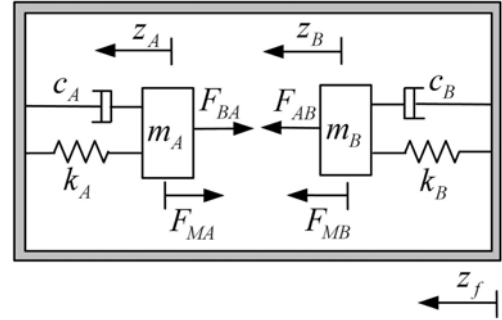 z_A
z_B
c_A
F_BA
F_AB
c_B
m_A
m_B
k_A
k_B
F_MA
F_MB
z_f